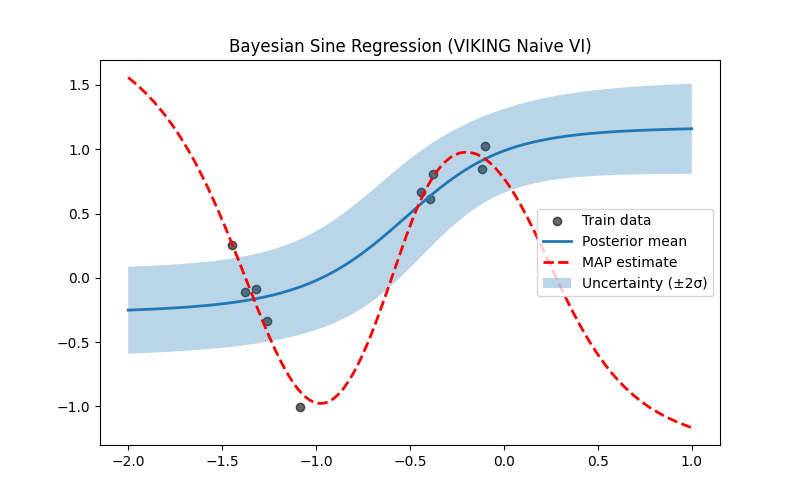 Bayesian Sine Regression (VIKING Naive VI)
1.5
1.0
0.5
0.0
−0.5
−1.0
Train data
Posterior mean
MAP estimate
Uncertainty (±2σ)
−2.0 −1.5 −1.0 −0.5 0.0 0.5 1.0